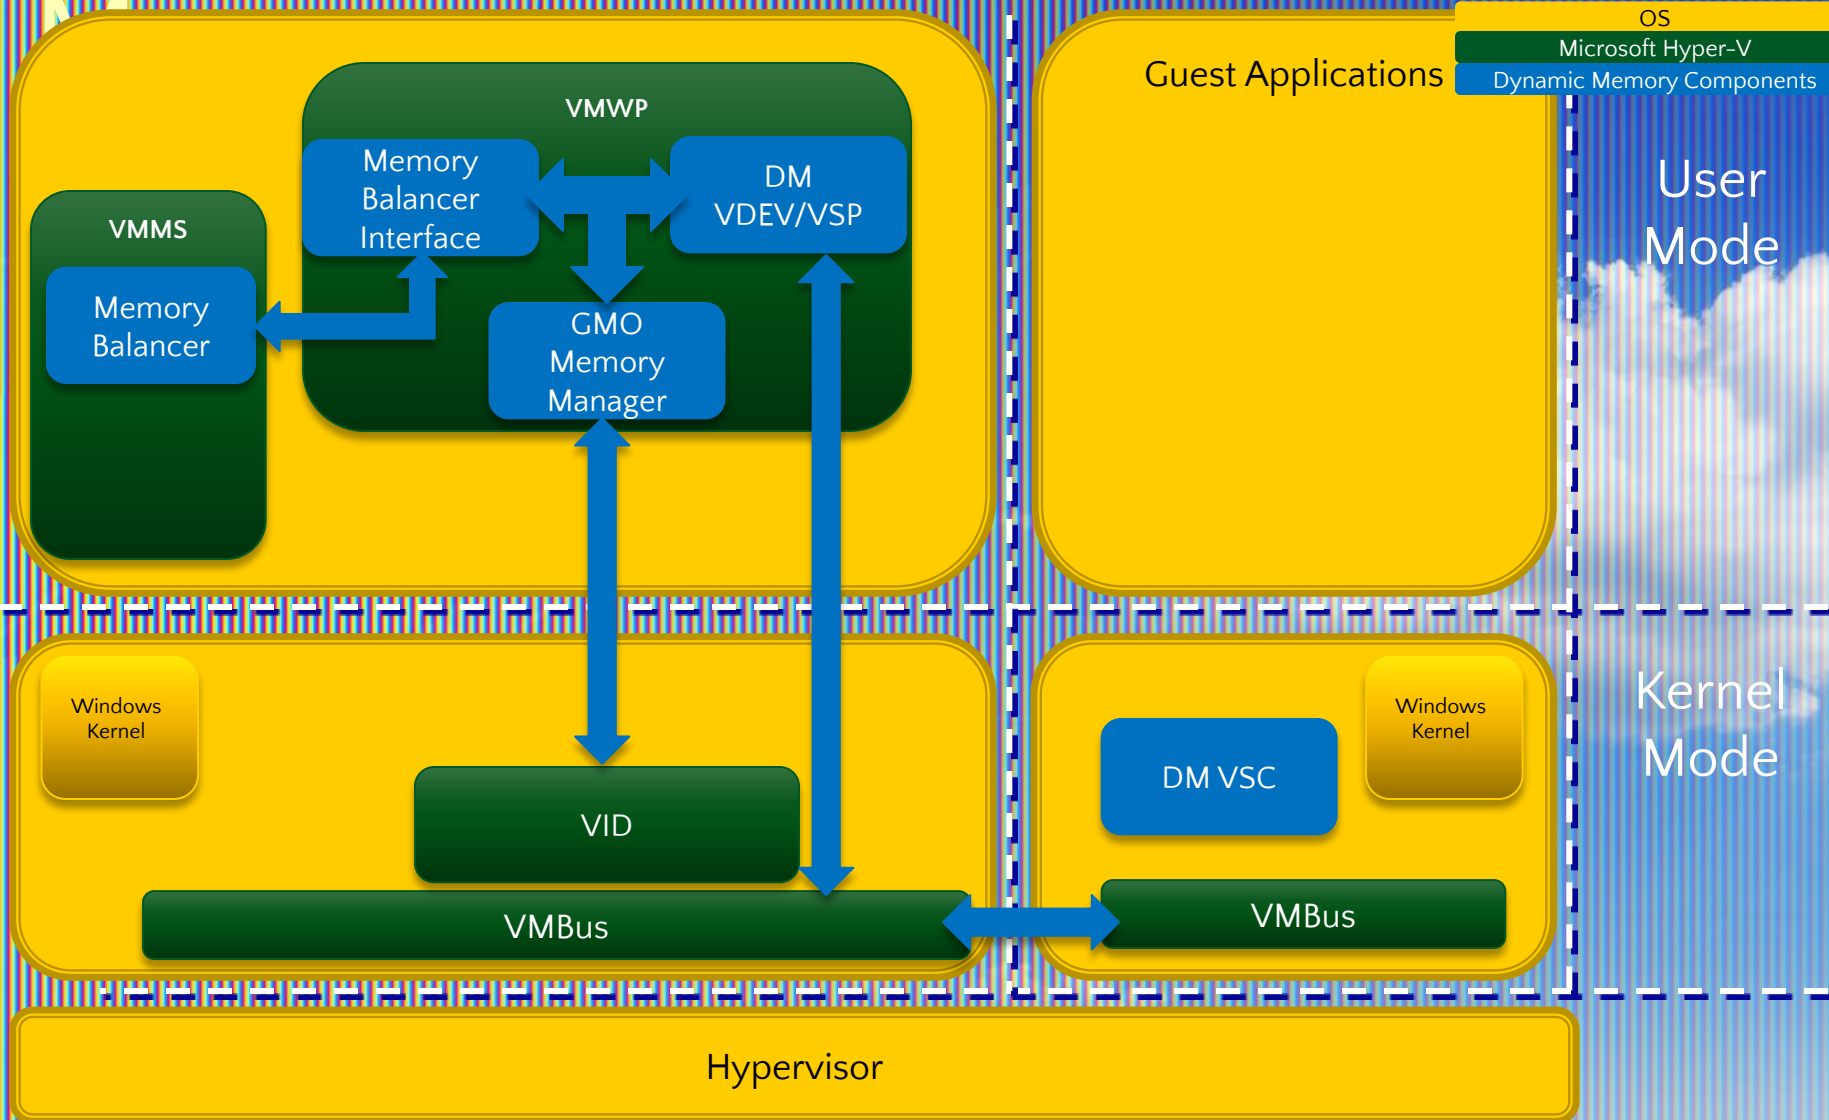 OS
Microsoft Hyper-V
Dynamic Memory Components
Guest Applications
VMWP
Memory
Balancer
Interface
DM
VDEV/VSP
User
Mode
VMMS
Memory
Balancer
GMO
Memory
Manager
Windows
Kernel
Windows
Kernel
Kernel
Mode
DM VSC
VID
VMBus
VMBus
Hypervisor